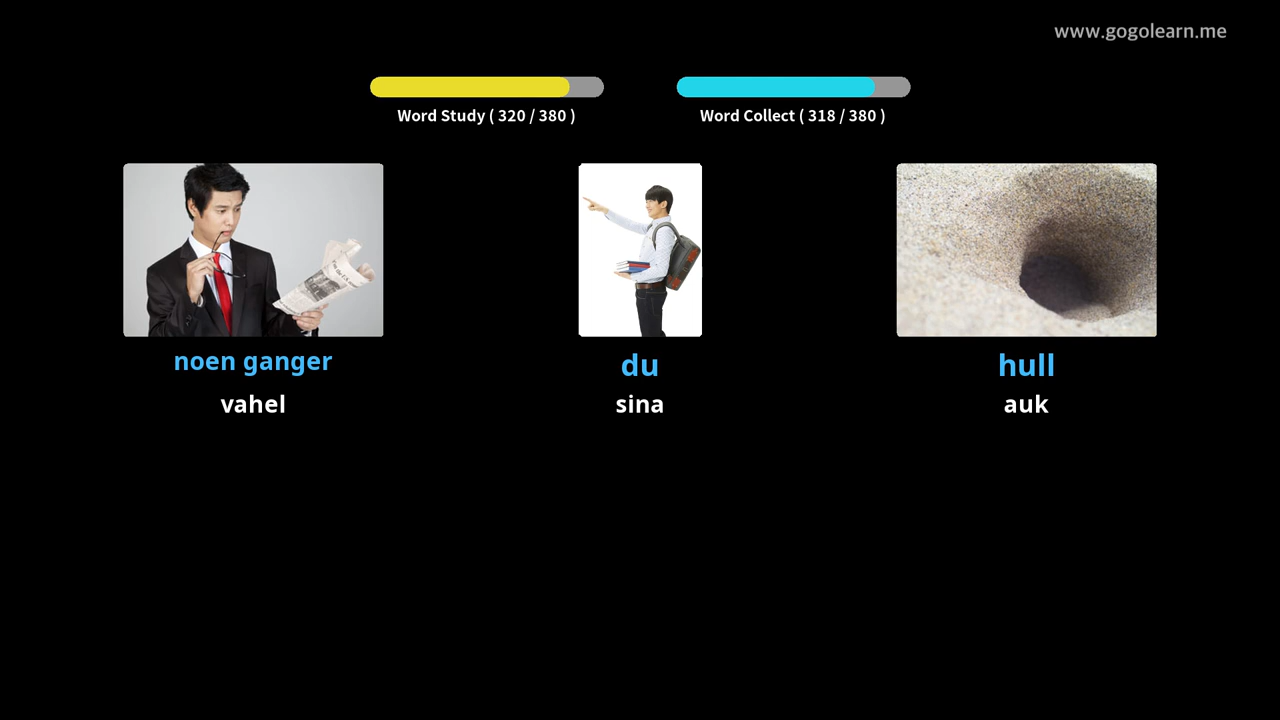 www.gogolearn.me
Word Study ( 320 / 380 )
Word Collect ( 318 / 380 )
noen ganger
du
hull
vahel
sina
auk